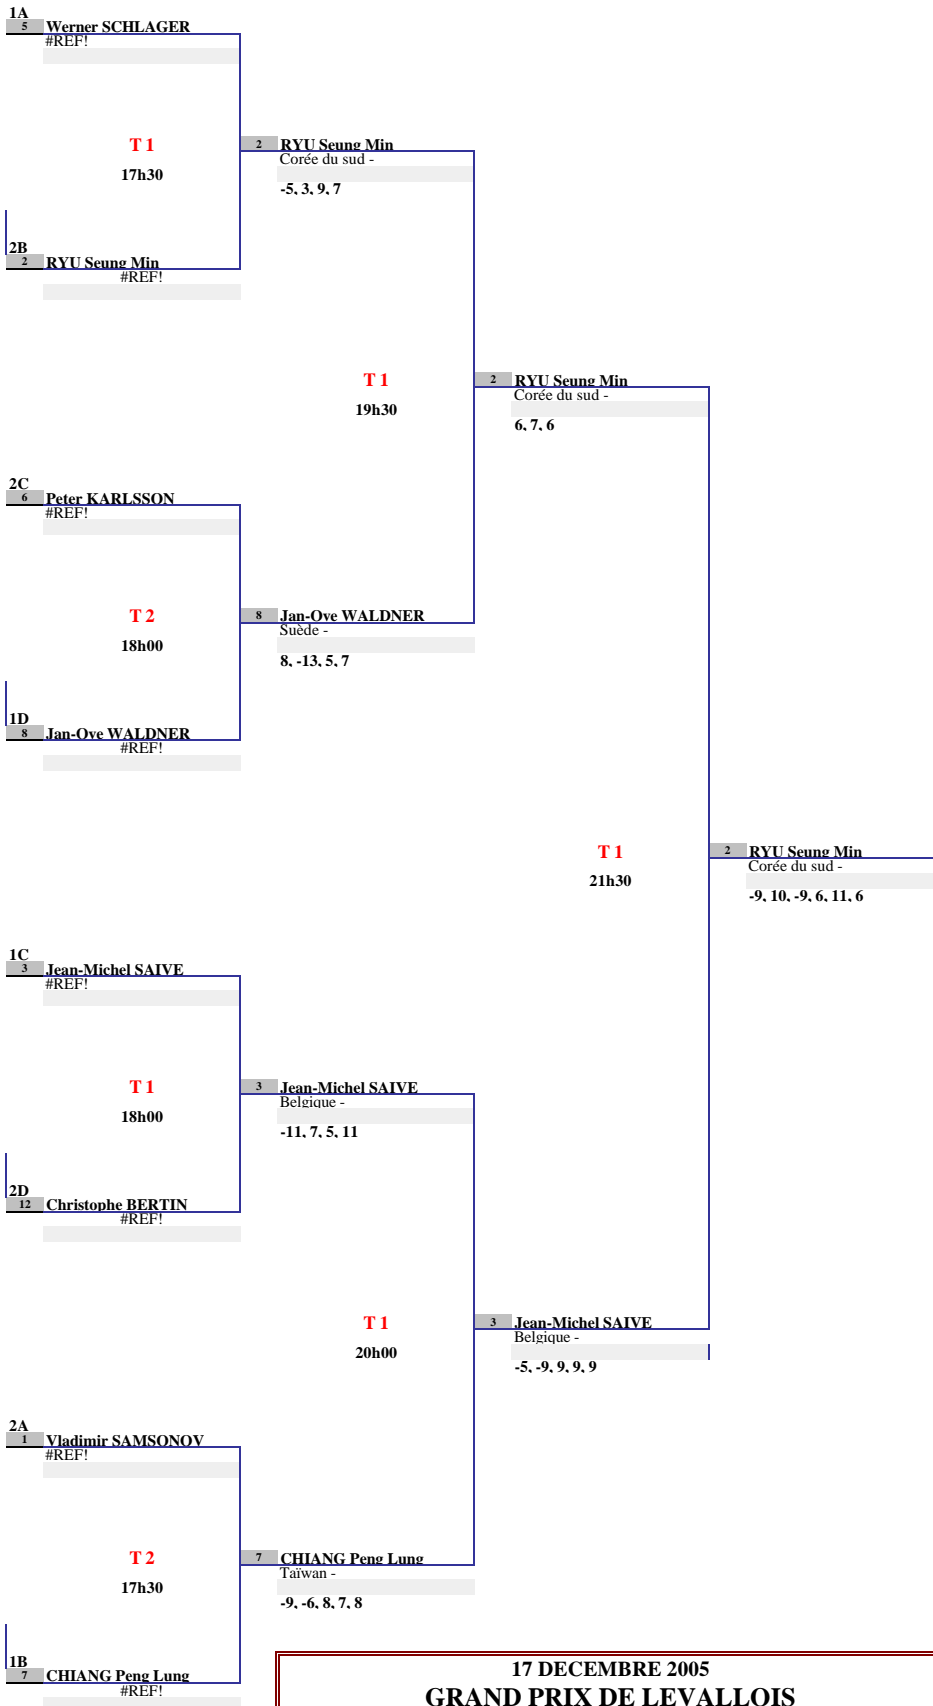 1A
5 Werner SCHLAGER
#REF!
T 1
17h30
2 RYU Seung Min
Corée du sud -
-5, 3, 9, 7
2B
2 RYU Seung Min
#REF!
T 1
19h30
2 RYU Seung Min
Corée du sud -
6, 7, 6
2C
6 Peter KARLSSON
#REF!
T 2
18h00
8 Jan-Ove WALDNER
Suède -
8, -13, 5, 7
1D
8 Jan-Ove WALDNER
#REF!
T 1
21h30
2 RYU Seung Min
Corée du sud -
-9, 10, -9, 6, 11, 6
1C
3 Jean-Michel SAIVE
#REF!
T 1
18h00
3 Jean-Michel SAIVE
Belgique -
-11, 7, 5, 11
2D
12 Christophe BERTIN
#REF!
T 1
20h00
3 Jean-Michel SAIVE
Belgique -
-5, -9, 9, 9, 9
2A
1 Vladimir SAMSONOV
#REF!
T 2
17h30
7 CHIANG Peng Lung
Taïwan -
-9, -6, 8, 7, 8
1B
7 CHIANG Peng Lung
#REF!
17 DECEMBRE 2005
GRAND PRIX DE LEVALLOIS